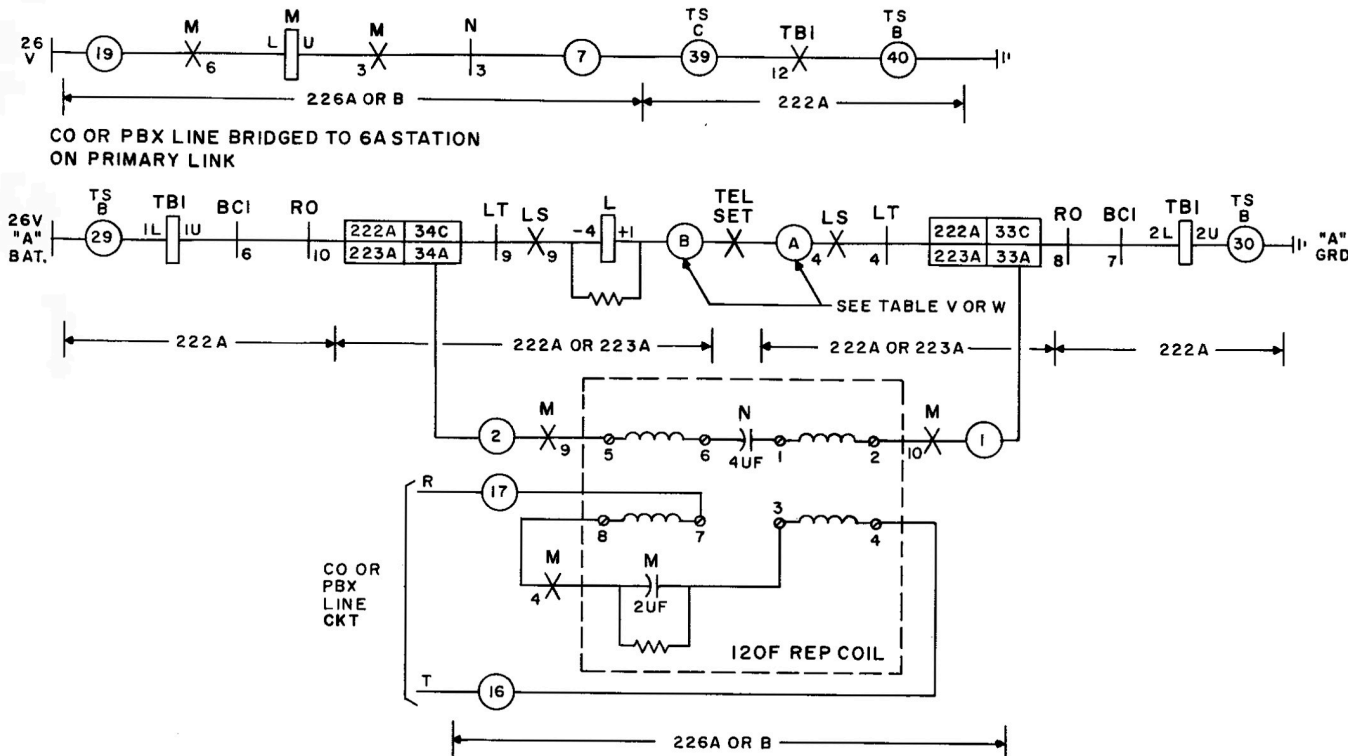 26 V 19 M 6 L M U M 3 N 3 7 TS C 39 TB1 12 TS B 40
226A OR B 222A
CO OR PBX LINE BRIDGED TO 6A STATION
ON PRIMARY LINK
26V "A" BAT. TS B 29 1L TB1 1U BC1 6 RO 10 222A 34C LT 9 LS 9 -4 L +1 B TEL SET A LS 4 LT 4 222A 33C RO 8 BC1 7 2L TB1 2U TS B 30 "A" GRD
223A 34A 223A 33A
SEE TABLE V OR W
222A 222A OR 223A 222A OR 223A 222A
2 M 9 5 6 N 4UF 1 2 M 10 1
R 17 8 7 3 4
CO OR
PBX
LINE
CKT
M 4 M 2UF
120F REP COIL
T 16
226A OR B